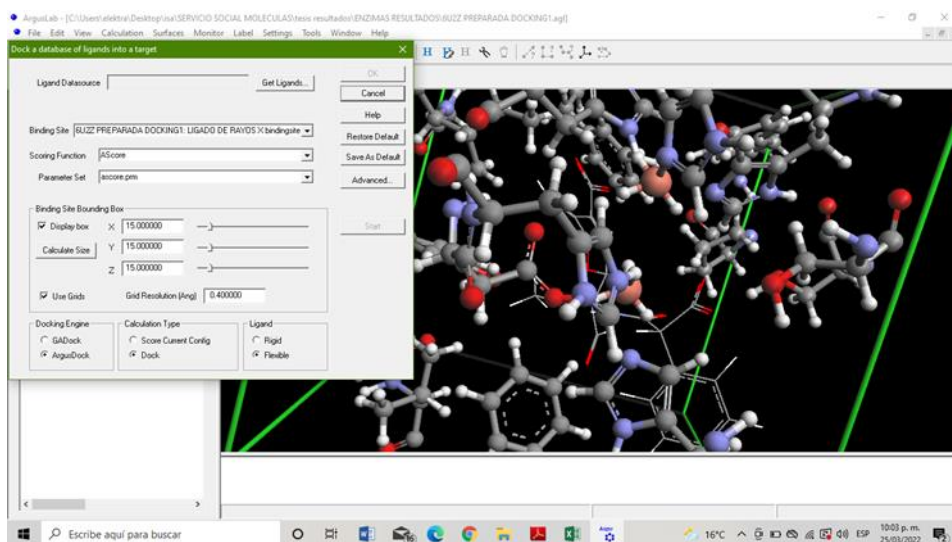 ArgusLab - [C:\Users\elektra\Desktop\rsa\SERVICIO SOCIAL MOLECULAS\tesis resultados\ENZIMAS RESULTADOS\6U2Z PREPARADA DOCKING1.agl]
File Edit View Calculation Surfaces Monitor Label Settings Tools Window Help
Dock a database of ligands into a target
Ligand Datasource
Get Ligands...
OK
Cancel
Help
Binding Site
6U2Z PREPARADA DOCKING1: LIGADO DE RAYOS X bindingsite
Restore Default
Scoring Function
AScore
Save As Default
Parameter Set
ascore.prm
Advanced...
Binding Site Bounding Box
Display box X 15.000000
Start
Calculate Size Y 15.000000
Z 15.000000
Use Grids Grid Resolution (Ang) 0.400000
Docking Engine Calculation Type Ligand
GADock Score Current Config Rigid
ArgusDock Dock Flexible
Escribe aquí para buscar
16°C
ESP
10:03 p. m.
25/03/2022